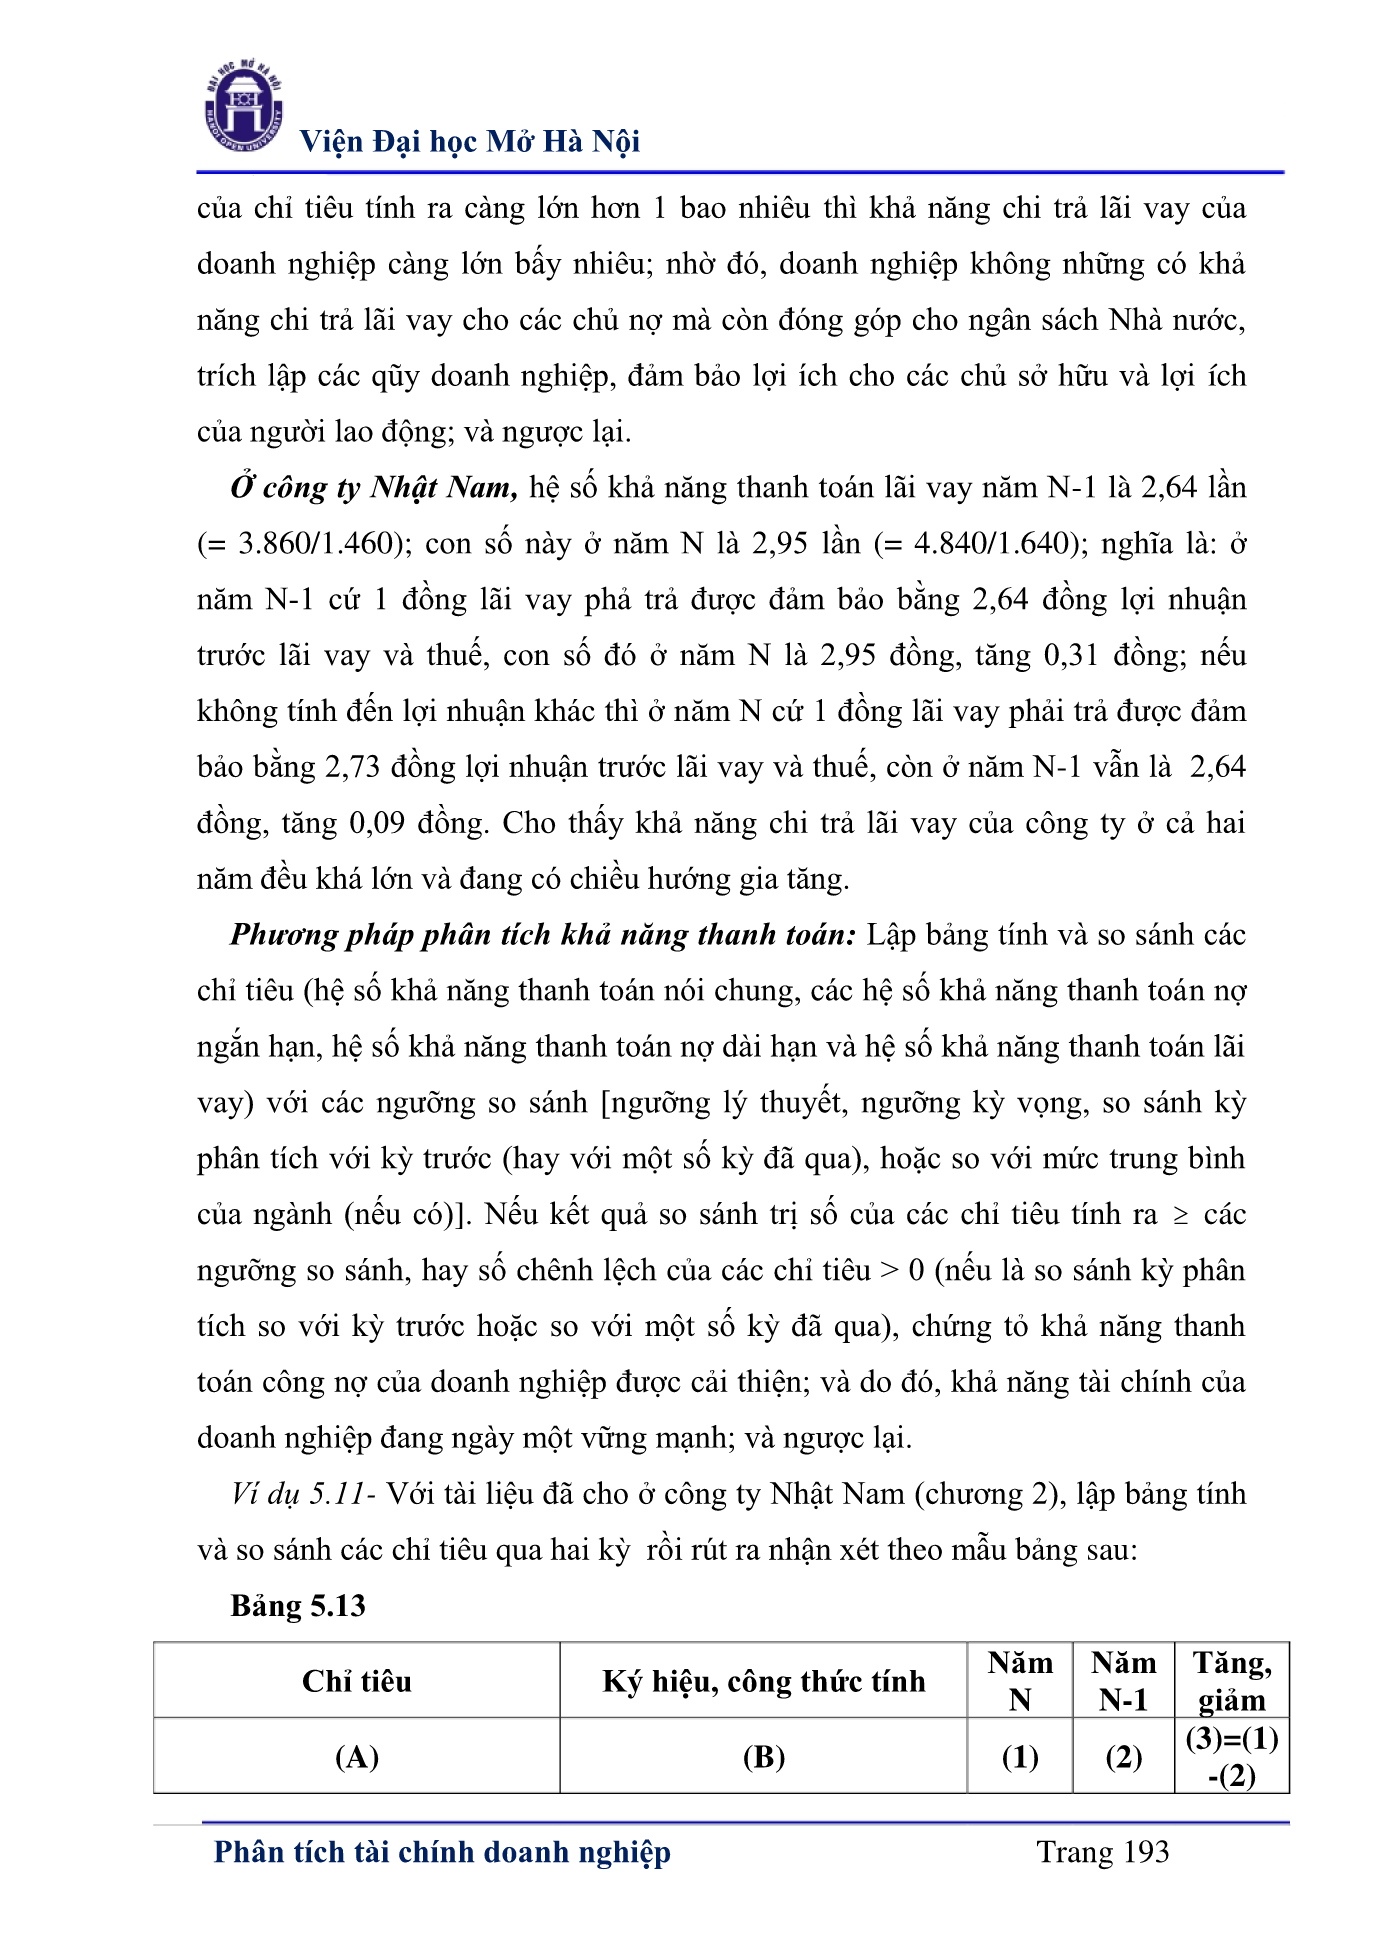 ĐẠI HỌC MỞ HÀ NỘI
HANOI OPEN UNIVERSITY
Viện Đại học Mở Hà Nội
của chỉ tiêu tính ra càng lớn hơn 1 bao nhiêu thì khả năng chi trả lãi vay của
doanh nghiệp càng lớn bấy nhiêu; nhờ đó, doanh nghiệp không những có khả
năng chi trả lãi vay cho các chủ nợ mà còn đóng góp cho ngân sách Nhà nước,
trích lập các qũy doanh nghiệp, đảm bảo lợi ích cho các chủ sở hữu và lợi ích
của người lao động; và ngược lại.
Ở công ty Nhật Nam, hệ số khả năng thanh toán lãi vay năm N-1 là 2,64 lần
(= 3.860/1.460); con số này ở năm N là 2,95 lần (= 4.840/1.640); nghĩa là: ở
năm N-1 cứ 1 đồng lãi vay phả trả được đảm bảo bằng 2,64 đồng lợi nhuận
trước lãi vay và thuế, con số đó ở năm N là 2,95 đồng, tăng 0,31 đồng; nếu
không tính đến lợi nhuận khác thì ở năm N cứ 1 đồng lãi vay phải trả được đảm
bảo bằng 2,73 đồng lợi nhuận trước lãi vay và thuế, còn ở năm N-1 vẫn là 2,64
đồng, tăng 0,09 đồng. Cho thấy khả năng chi trả lãi vay của công ty ở cả hai
năm đều khá lớn và đang có chiều hướng gia tăng.
Phương pháp phân tích khả năng thanh toán: Lập bảng tính và so sánh các
chỉ tiêu (hệ số khả năng thanh toán nói chung, các hệ số khả năng thanh toán nợ
ngắn hạn, hệ số khả năng thanh toán nợ dài hạn và hệ số khả năng thanh toán lãi
vay) với các ngưỡng so sánh [ngưỡng lý thuyết, ngưỡng kỳ vọng, so sánh kỳ
phân tích với kỳ trước (hay với một số kỳ đã qua), hoặc so với mức trung bình
của ngành (nếu có)]. Nếu kết quả so sánh trị số của các chỉ tiêu tính ra ≥ các
ngưỡng so sánh, hay số chênh lệch của các chỉ tiêu > 0 (nếu là so sánh kỳ phân
tích so với kỳ trước hoặc so với một số kỳ đã qua), chứng tỏ khả năng thanh
toán công nợ của doanh nghiệp được cải thiện; và do đó, khả năng tài chính của
doanh nghiệp đang ngày một vững mạnh; và ngược lại.
Ví dụ 5.11- Với tài liệu đã cho ở công ty Nhật Nam (chương 2), lập bảng tính
và so sánh các chỉ tiêu qua hai kỳ rồi rút ra nhận xét theo mẫu bảng sau:
Bảng 5.13
Chỉ tiêu Ký hiệu, công thức tính Năm N Năm N-1 Tăng, giảm
(A) (B) (1) (2) (3)=(1) -(2)
Phân tích tài chính doanh nghiệp Trang 193